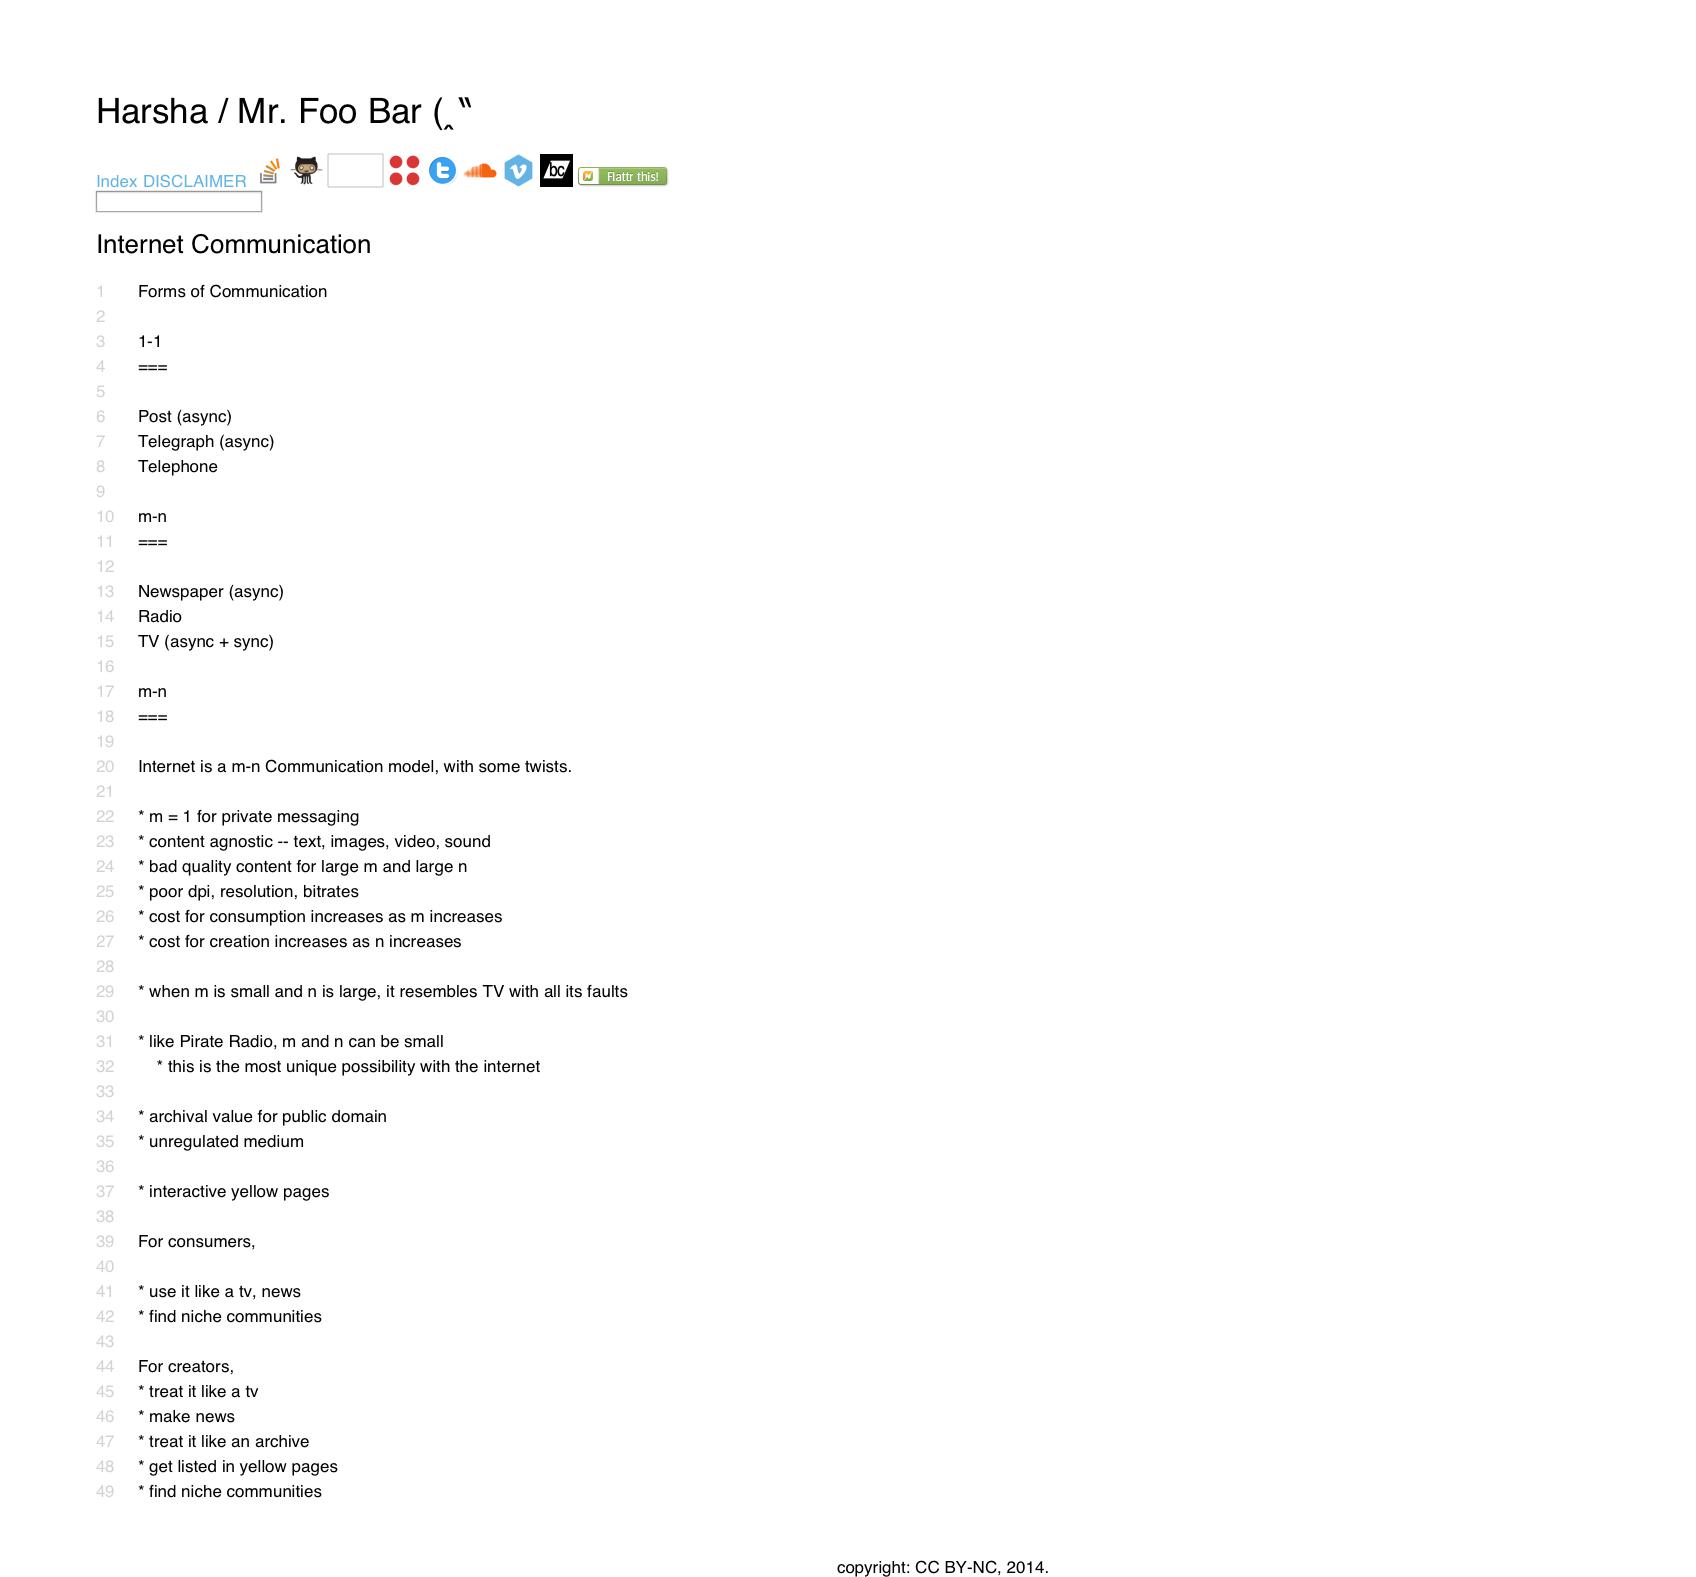 Harsha / Mr. Foo Bar (‸‶
Index DISCLAIMER
bc
Flattr this!
Internet Communication
1 Forms of Communication
2
3 1-1
4 ===
5
6 Post (async)
7 Telegraph (async)
8 Telephone
9
10 m-n
11 ===
12
13 Newspaper (async)
14 Radio
15 TV (async + sync)
16
17 m-n
18 ===
19
20 Internet is a m-n Communication model, with some twists.
21
22 * m = 1 for private messaging
23 * content agnostic -- text, images, video, sound
24 * bad quality content for large m and large n
25 * poor dpi, resolution, bitrates
26 * cost for consumption increases as m increases
27 * cost for creation increases as n increases
28
29 * when m is small and n is large, it resembles TV with all its faults
30
31 * like Pirate Radio, m and n can be small
32 * this is the most unique possibility with the internet
33
34 * archival value for public domain
35 * unregulated medium
36
37 * interactive yellow pages
38
39 For consumers,
40
41 * use it like a tv, news
42 * find niche communities
43
44 For creators,
45 * treat it like a tv
46 * make news
47 * treat it like an archive
48 * get listed in yellow pages
49 * find niche communities
copyright: CC BY-NC, 2014.